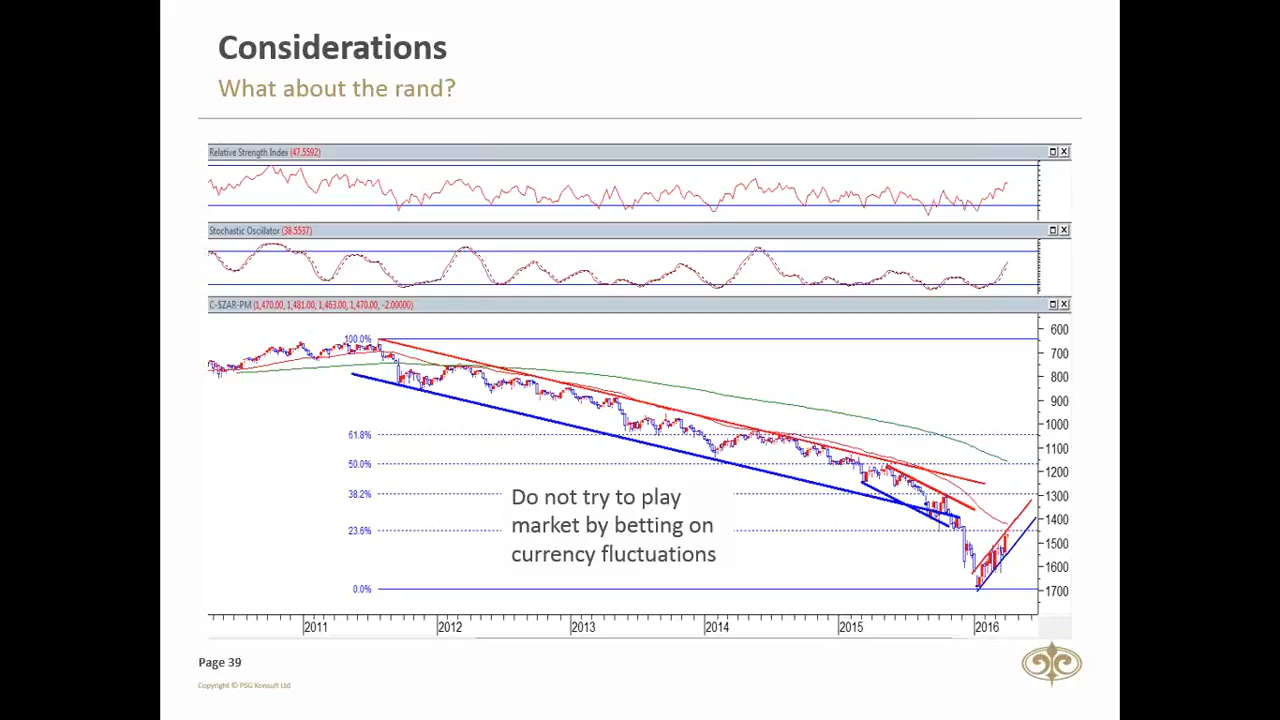 Considerations
What about the rand?
Relative Strength Index (47.5592)
Stochastic Oscillator (38.5537)
C-$ZAR-PM (1,470.00, 1,481.00, 1,463.00, 1,470.00, -2.00000)
100.0%
61.8%
50.0%
38.2%
23.6%
0.0%
600
700
800
900
1000
1100
1200
1300
1400
1500
1600
1700
Do not try to play
market by betting on
currency fluctuations
2011 2012 2013 2014 2015 2016
Page 39
Copyright © PSG Konsult Ltd